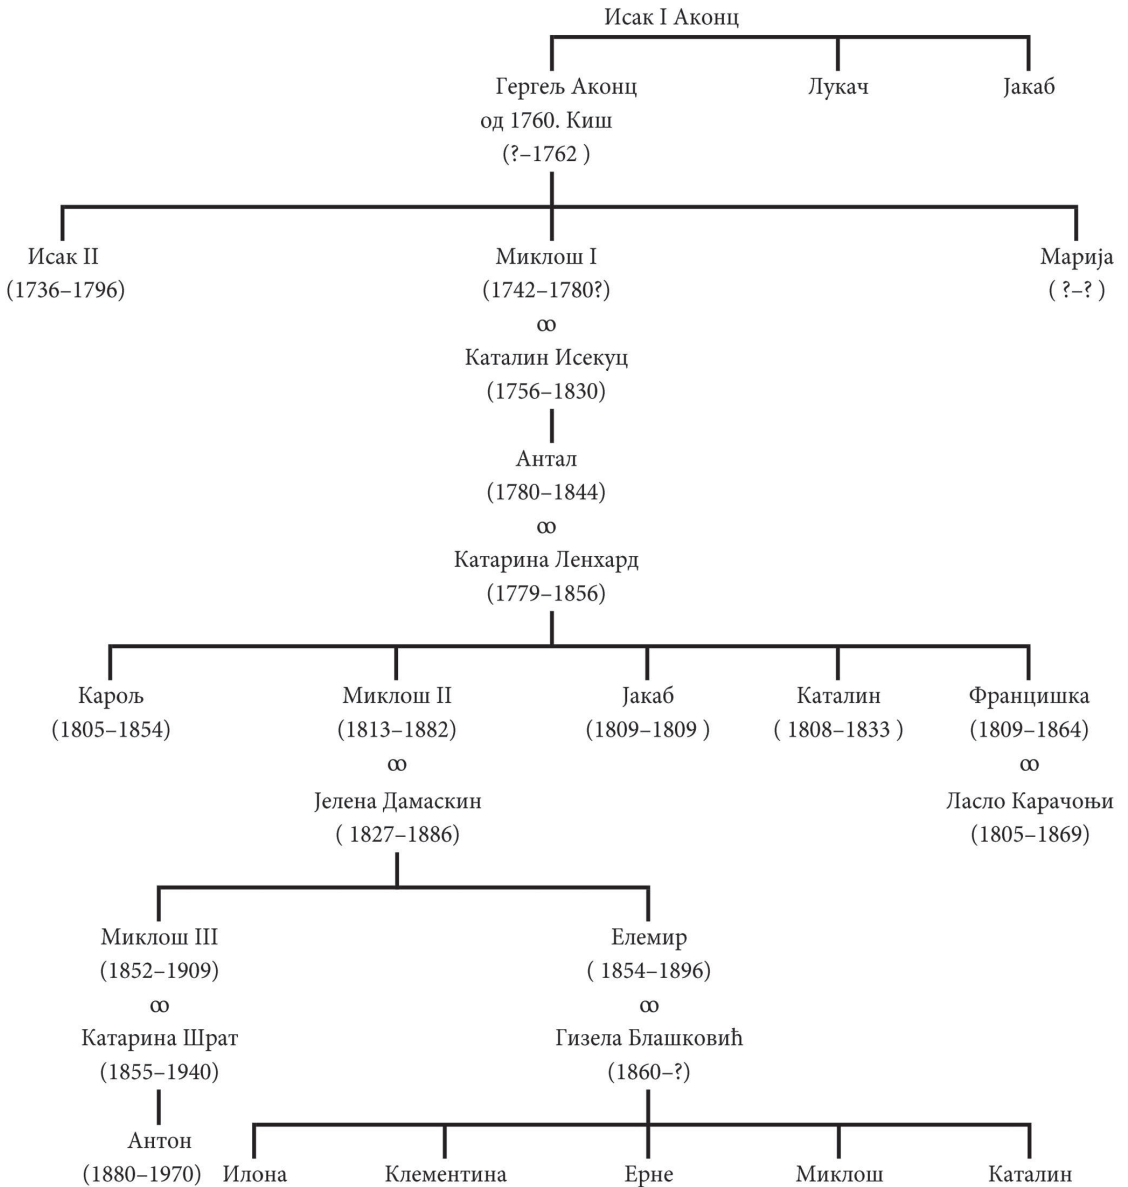 Исак I Аконц
Гергељ Аконц
од 1760. Киш
(?–1762 )
Лукач
Јакаб
Исак II
(1736–1796)
Миклош I
(1742–1780?)
ꝏ
Каталин Исекуц
(1756–1830)
Марија
( ?–? )
Антал
(1780–1844)
ꝏ
Катарина Ленхард
(1779–1856)
Карољ
(1805–1854)
Миклош II
(1813–1882)
ꝏ
Јелена Дамаскин
( 1827–1886)
Јакаб
(1809–1809 )
Каталин
( 1808–1833 )
Францишка
(1809–1864)
ꝏ
Ласло Карачоњи
(1805–1869)
Миклош III
(1852–1909)
ꝏ
Катарина Шрат
(1855–1940)
Елемир
( 1854–1896)
ꝏ
Гизела Блашковић
(1860–?)
Антон
(1880–1970)
Илона
Клементина
Ерне
Миклош
Каталин